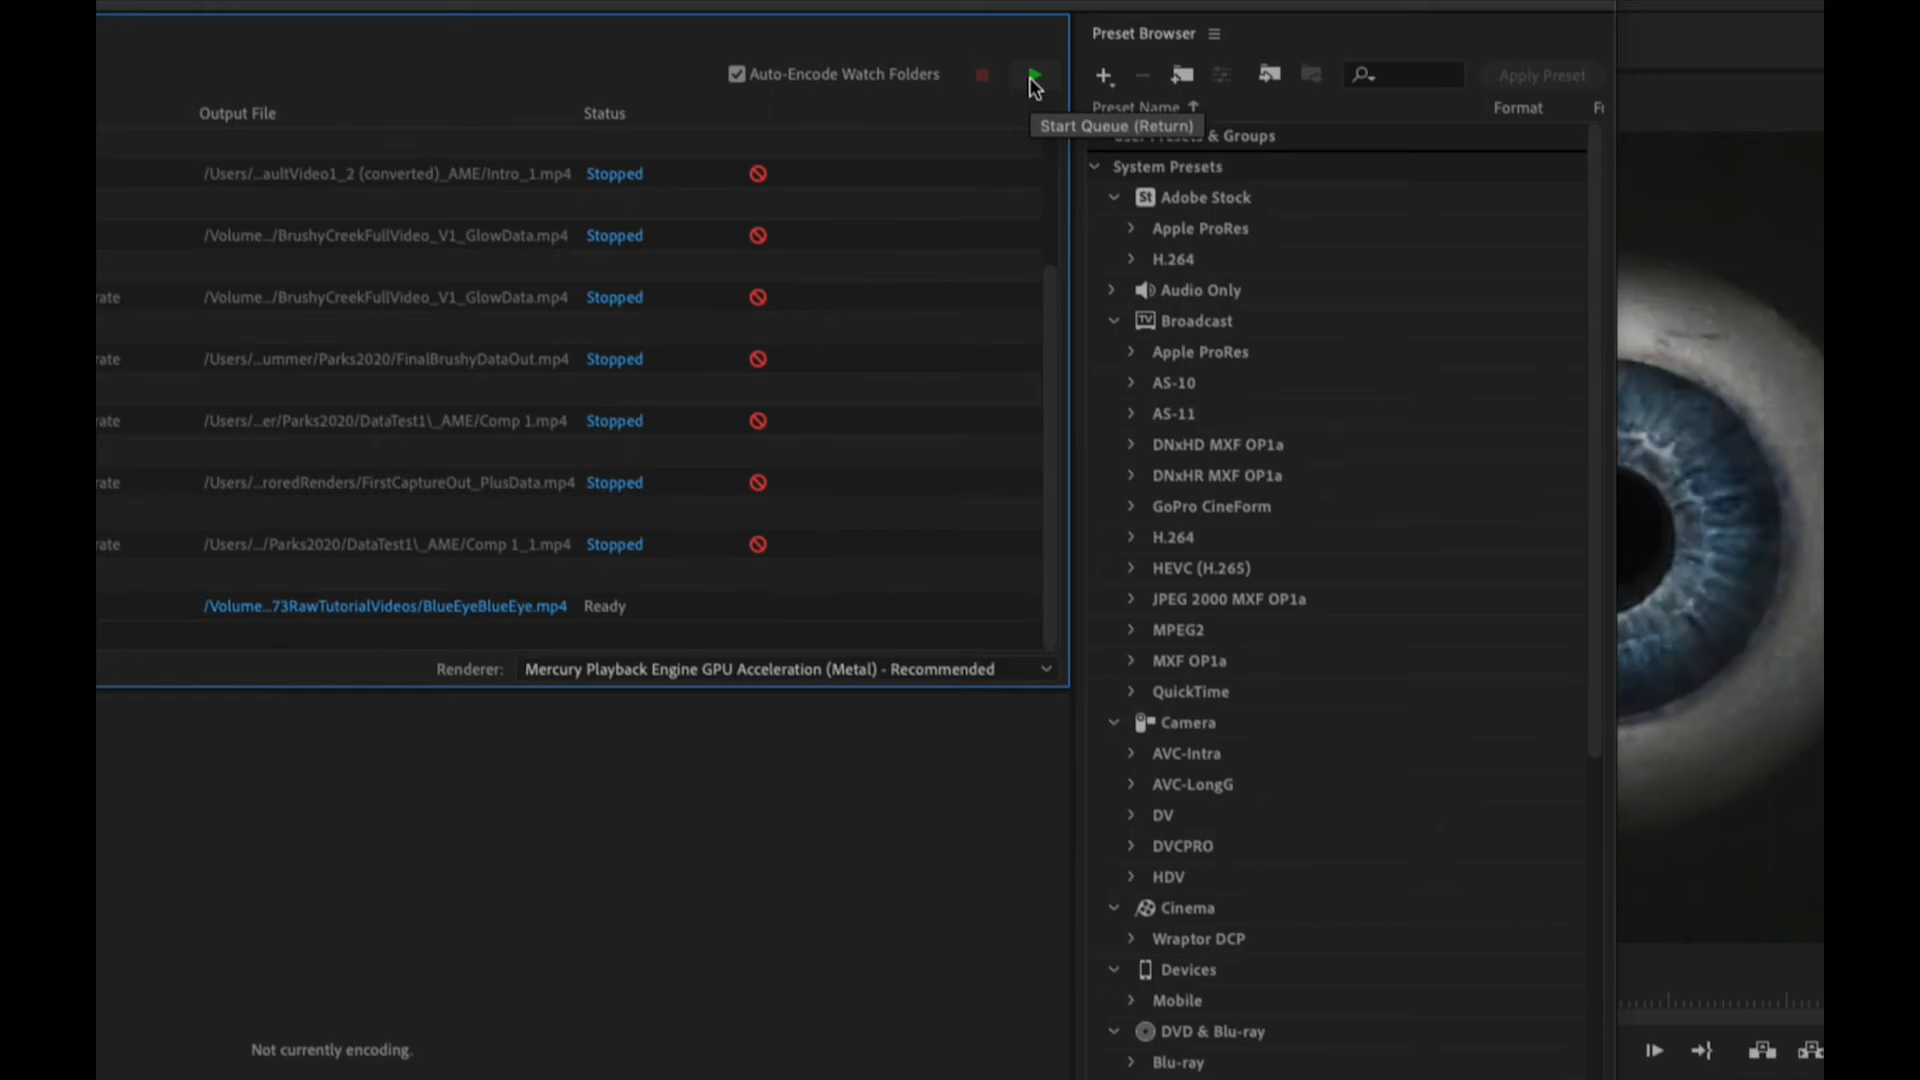 Preset Browser
Auto-Encode Watch Folders
Apply Preset
Output File
Status
Preset Name
Format
Start Queue (Return)
& Groups
/Users/...aultVideo1_2 (converted)_AME/Intro_1.mp4 Stopped
/Volume.../BrushyCreekFullVideo_V1_GlowData.mp4 Stopped
rate /Volume.../BrushyCreekFullVideo_V1_GlowData.mp4 Stopped
rate /Users/...ummer/Parks2020/FinalBrushyDataOut.mp4 Stopped
rate /Users/...er/Parks2020/DataTest1\_AME/Comp 1.mp4 Stopped
rate /Users/...roredRenders/FirstCaptureOut_PlusData.mp4 Stopped
rate /Users/.../Parks2020/DataTest1\_AME/Comp 1_1.mp4 Stopped
/Volume...73RawTutorialVideos/BlueEyeBlueEye.mp4 Ready
Renderer: Mercury Playback Engine GPU Acceleration (Metal) - Recommended
Not currently encoding.
System Presets
St Adobe Stock
Apple ProRes
H.264
Audio Only
TV Broadcast
Apple ProRes
AS-10
AS-11
DNxHD MXF OP1a
DNxHR MXF OP1a
GoPro CineForm
H.264
HEVC (H.265)
JPEG 2000 MXF OP1a
MPEG2
MXF OP1a
QuickTime
Camera
AVC-Intra
AVC-LongG
DV
DVCPRO
HDV
Cinema
Wraptor DCP
Devices
Mobile
DVD & Blu-ray
Blu-ray